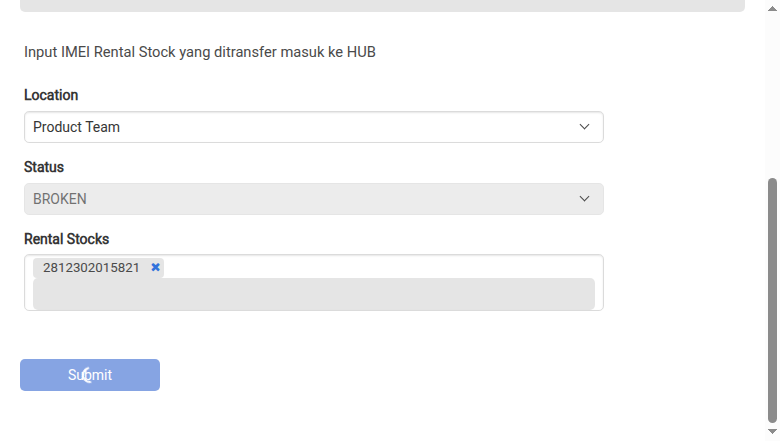 Input IMEI Rental Stock yang ditransfer masuk ke HUB
Location
Product Team
Status
BROKEN
Rental Stocks
2812302015821
Submit